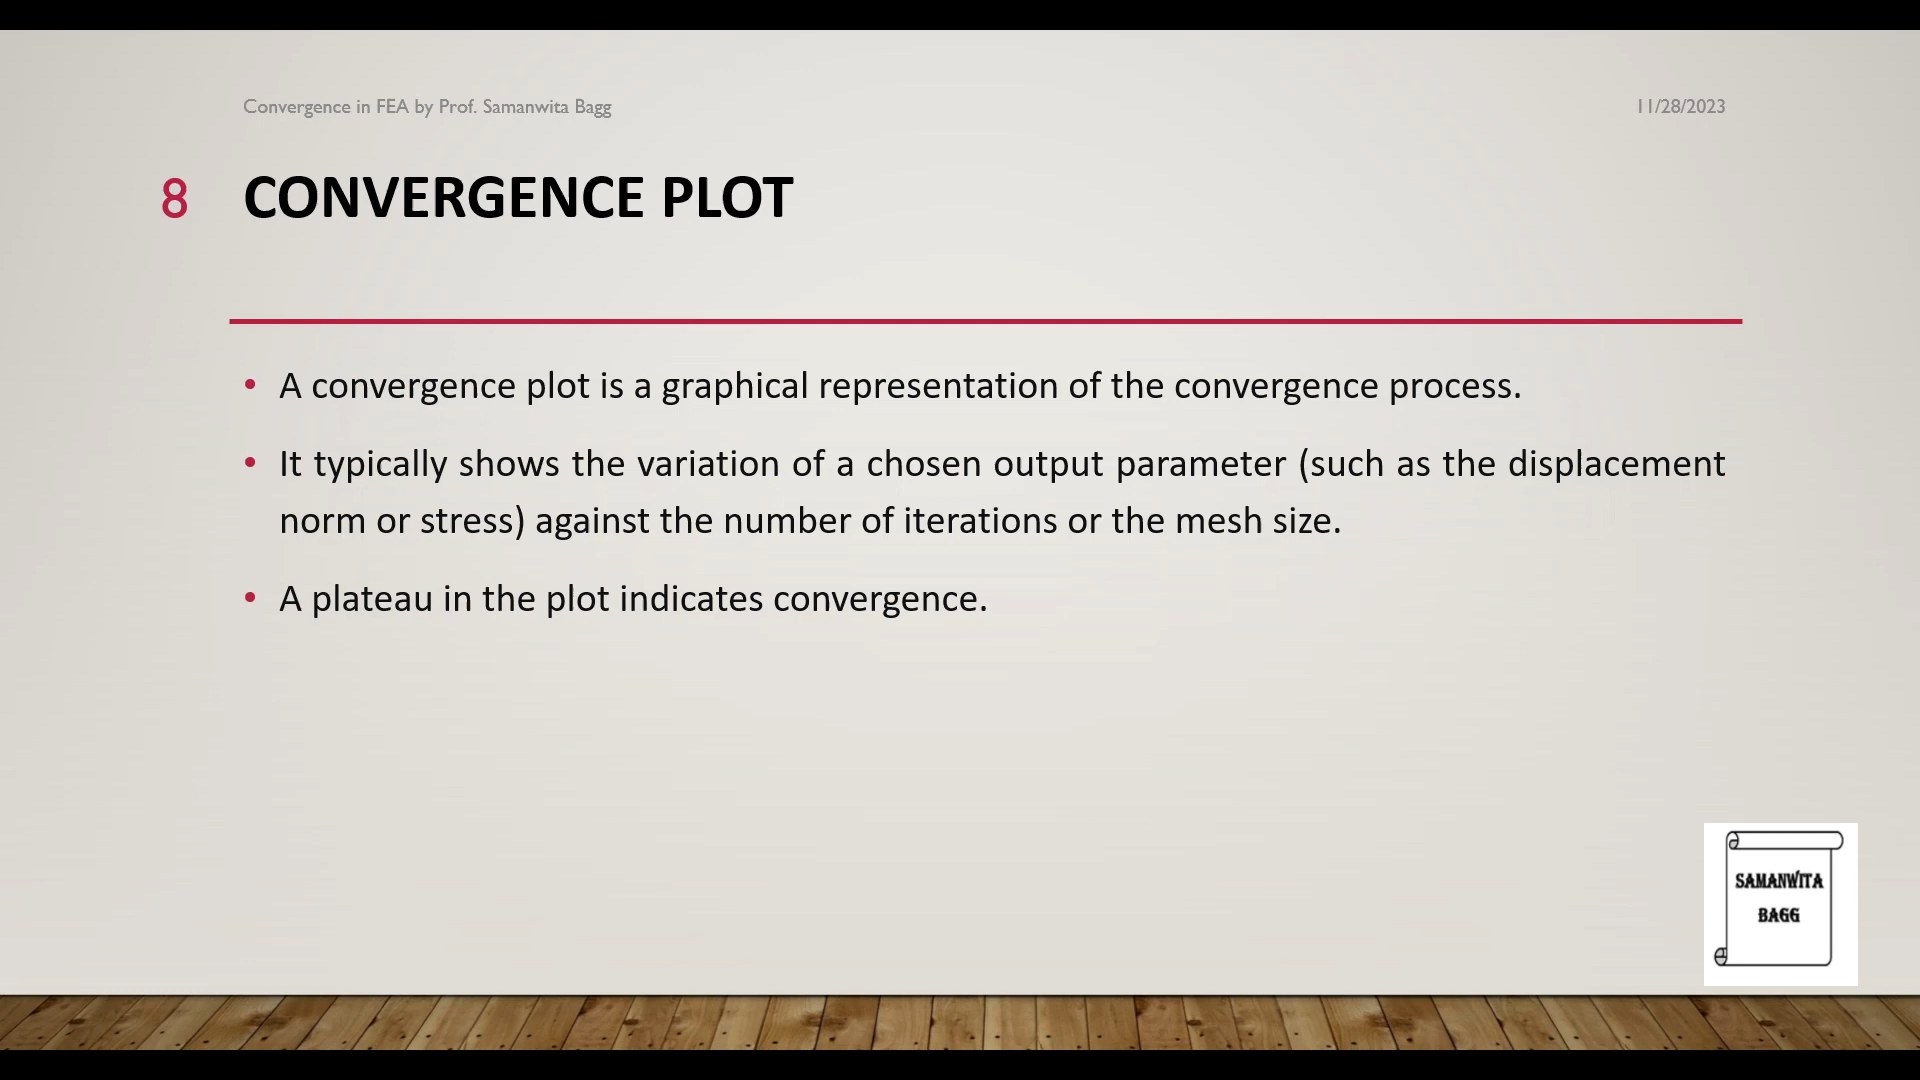 Convergence in FEA by Prof. Samanwita Bagg
11/28/2023
8
CONVERGENCE PLOT
• A convergence plot is a graphical representation of the convergence process.
• It typically shows the variation of a chosen output parameter (such as the displacement
norm or stress) against the number of iterations or the mesh size.
• A plateau in the plot indicates convergence.
SAMANWITA
BAGG